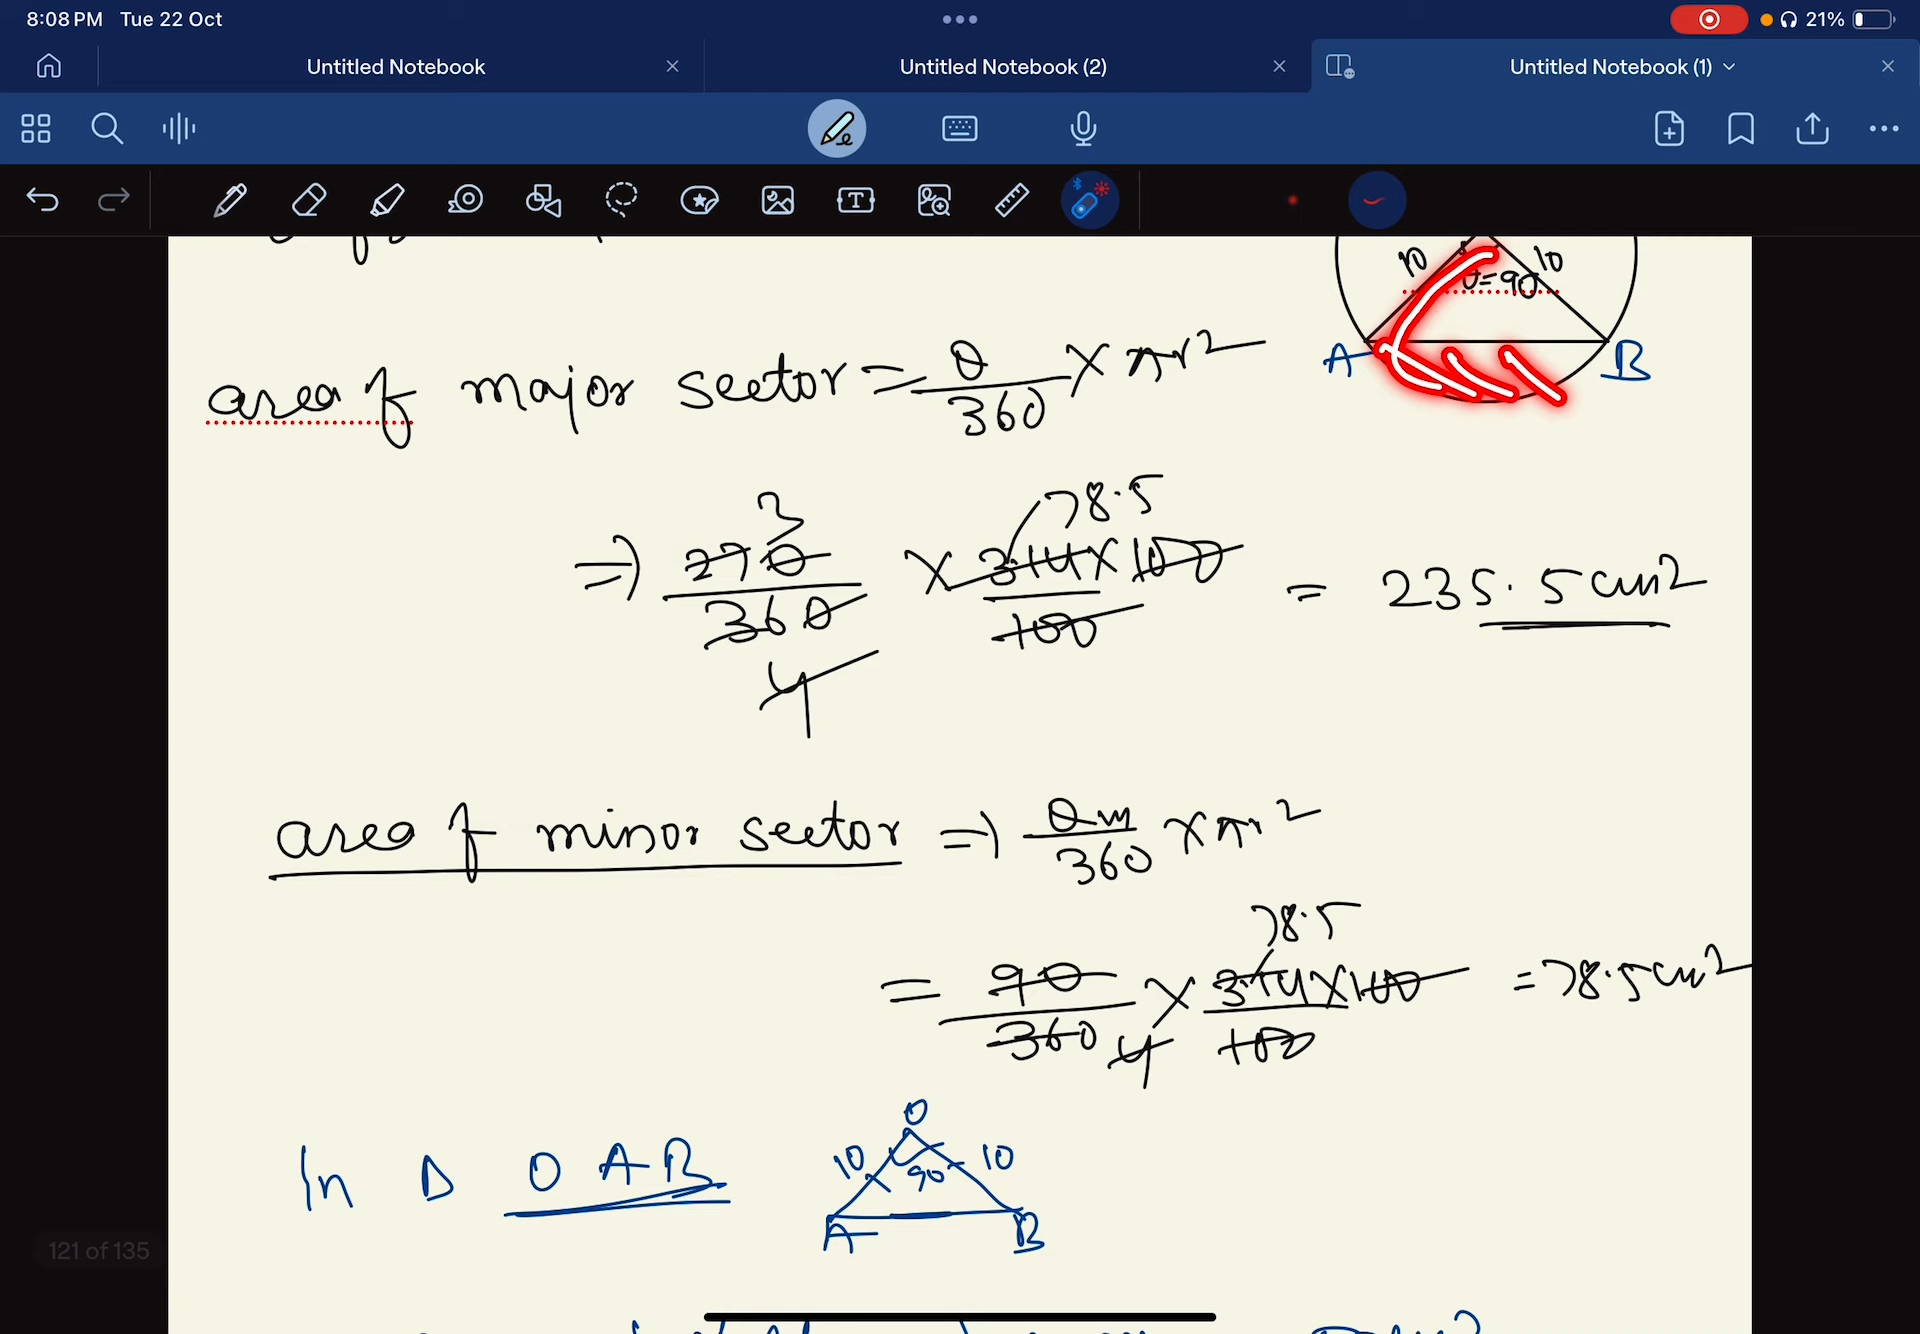 8:08 PM Tue 22 Oct
21%
Untitled Notebook
Untitled Notebook (2)
Untitled Notebook (1)
10 10
θ=90
A B
area of major sector = θ/360 × πr²
3 78.5
⇒ 270/360 × 314×100/100 = 235.5 cm²
4
area of minor sector ⇒ θm/360 × πr²
78.5
= 90/360 × 314×100/100 = 78.5 cm²
4
In Δ OAB
O
10 90 10
A B
121 of 135